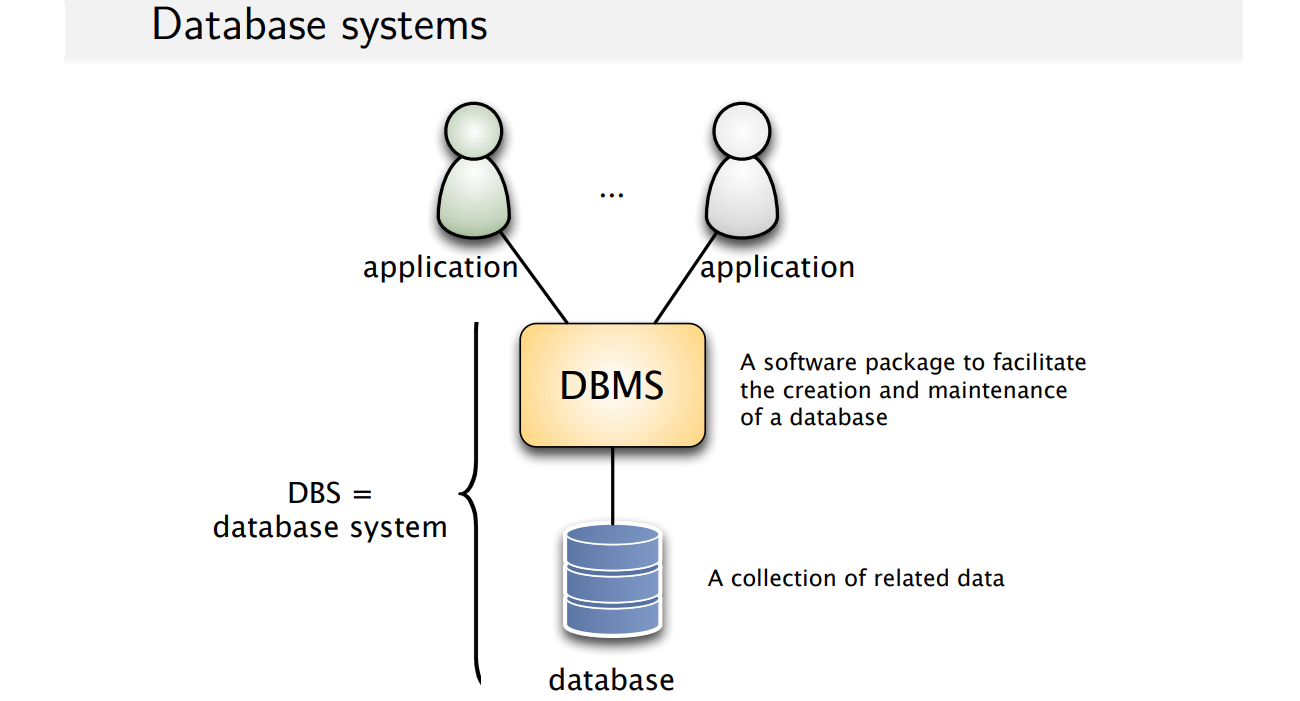 Database systems
...
application
application
DBMS
A software package to facilitate
the creation and maintenance
of a database
DBS =
database system
A collection of related data
database